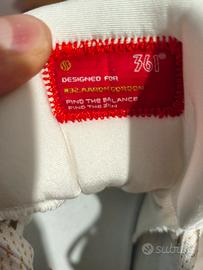 361°
DESIGNED FOR
#32.AARON GORDON
FIND THE BALANCE
FIND THE ZEN
subito